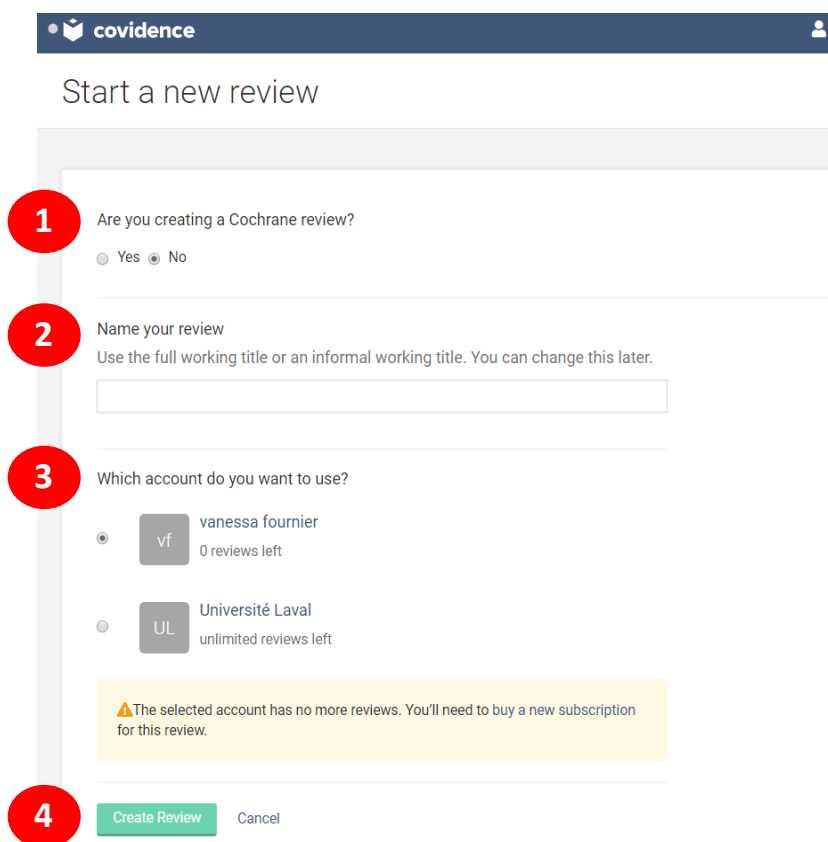 covidence
Start a new review
1
Are you creating a Cochrane review?
Yes No
2
Name your review
Use the full working title or an informal working title. You can change this later.
3
Which account do you want to use?
vf
vanessa fournier
0 reviews left
UL
Université Laval
unlimited reviews left
The selected account has no more reviews. You'll need to buy a new subscription
for this review.
4
Create Review Cancel